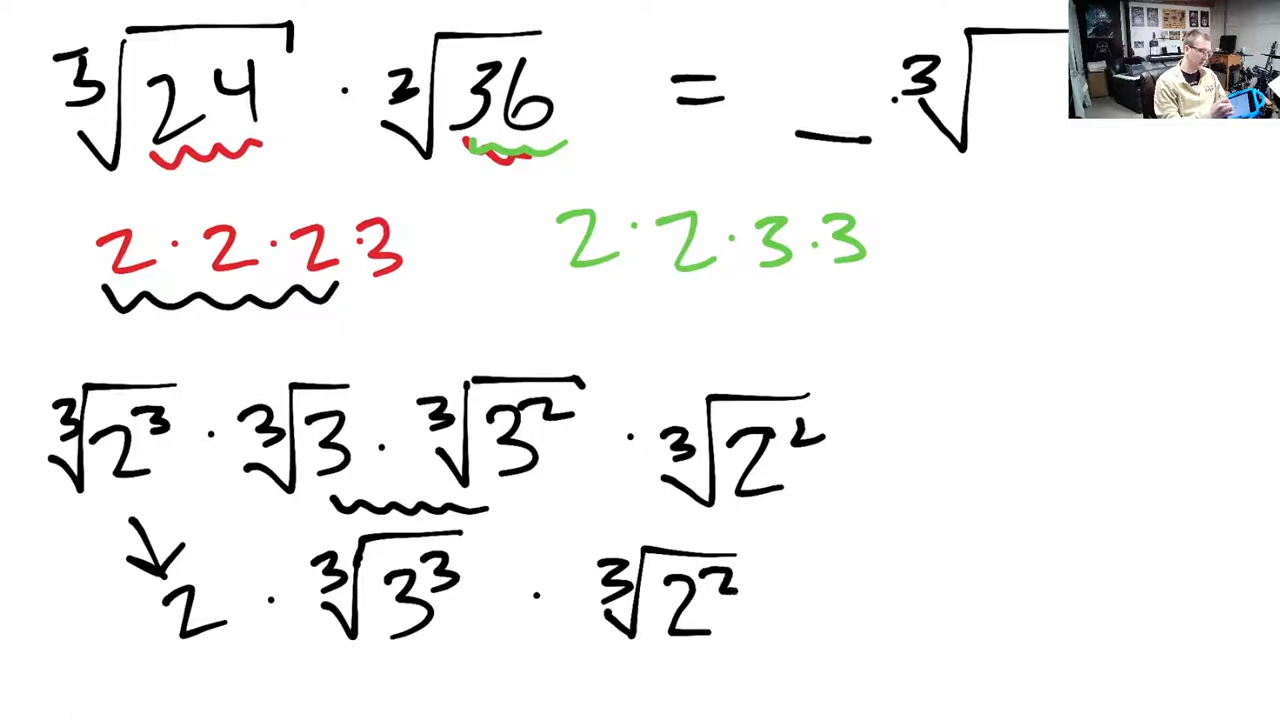 ∛24 · ∛36 = _ ∛
2 · 2 · 2 · 3 2 · 2 · 3 · 3
∛2³ · ∛3 · ∛3² · ∛2²
2 · ∛3³ · ∛2²